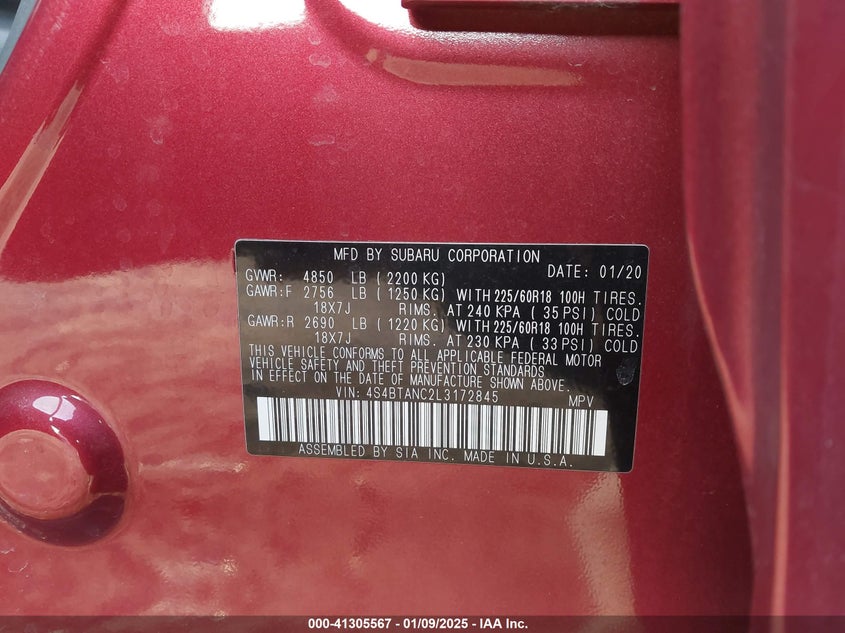 MFD BY SUBARU CORPORATION
DATE: 01/20
GVWR: 4850 LB ( 2200 KG)
GAWR:F 2756 LB ( 1250 KG) WITH 225/60R18 100H TIRES.
18X7J RIMS. AT 240 KPA ( 35 PSI) COLD
GAWR:R 2690 LB ( 1220 KG) WITH 225/60R18 100H TIRES.
18X7J RIMS. AT 230 KPA ( 33 PSI) COLD
THIS VEHICLE CONFORMS TO ALL APPLICABLE FEDERAL MOTOR
VEHICLE SAFETY AND THEFT PREVENTION STANDARDS
IN EFFECT ON THE DATE OF MANUFACTURE SHOWN ABOVE.
VIN: 4S4BTANC2L3172845 MPV
ASSEMBLED BY SIA INC. MADE IN U.S.A.
000-41305567 - 01/09/2025 - IAA Inc.